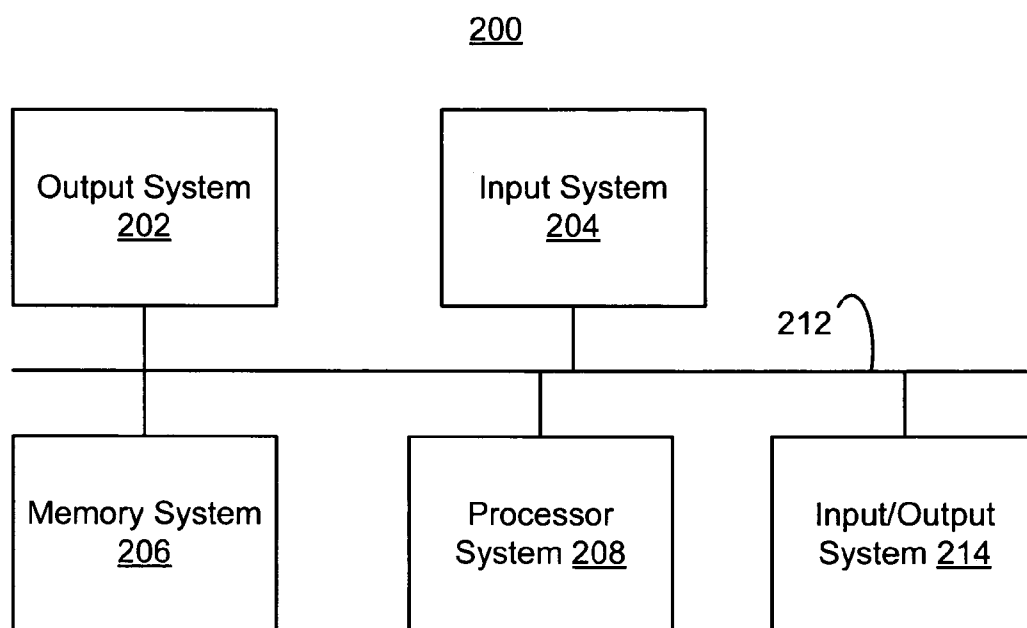 200
Output System
202
Input System
204
212
Memory System
206
Processor
System 208
Input/Output
System 214